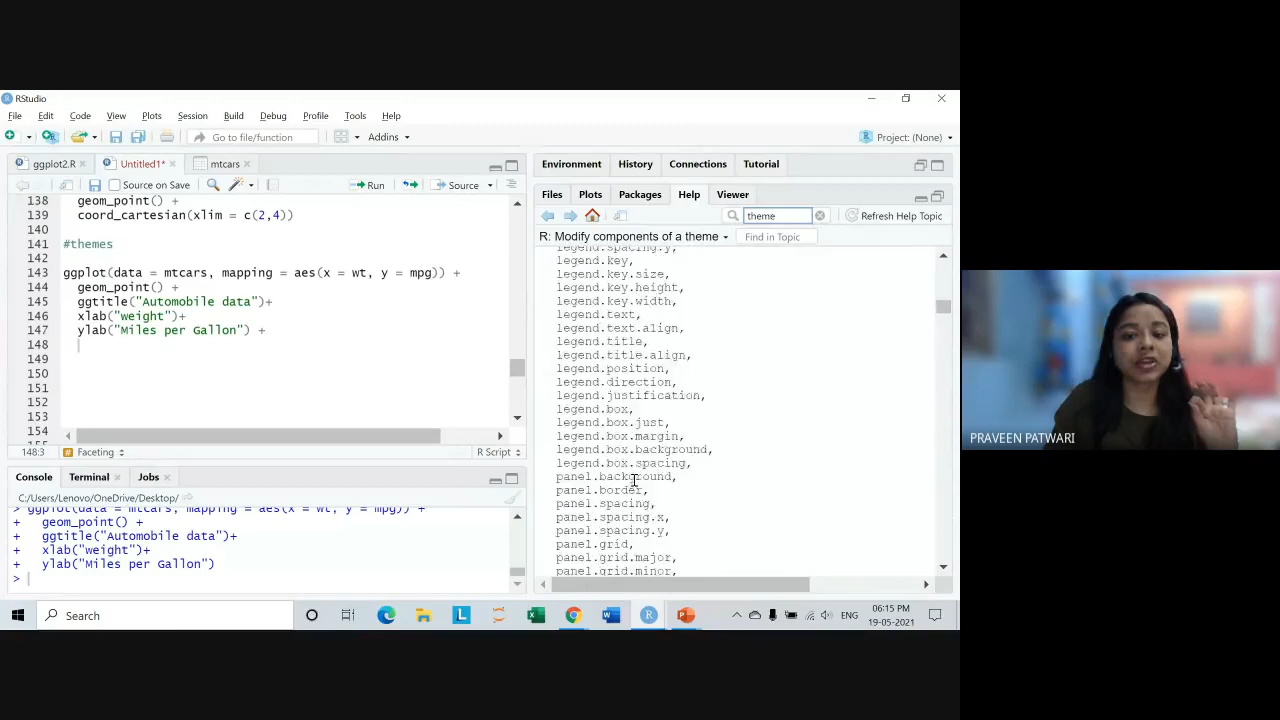 RStudio
File Edit Code View Plots Session Build Debug Profile Tools Help
Go to file/function
Addins
Project: (None)
ggplot2.R
Untitled1*
mtcars
Source on Save
Run
Source
138 geom_point() +
139 coord_cartesian(xlim = c(2,4))
140
141 #themes
142
143 ggplot(data = mtcars, mapping = aes(x = wt, y = mpg)) +
144 geom_point() +
145 ggtitle("Automobile data")+
146 xlab("weight")+
147 ylab("Miles per Gallon") +
148
149
150
151
152
153
154
148:3
Faceting
R Script
Console Terminal Jobs
C:/Users/Lenovo/OneDrive/Desktop/
> ggplot(data = mtcars, mapping = aes(x = wt, y = mpg)) +
+ geom_point() +
+ ggtitle("Automobile data")+
+ xlab("weight")+
+ ylab("Miles per Gallon")
>
Environment History Connections Tutorial
Files Plots Packages Help Viewer
theme
Refresh Help Topic
R: Modify components of a theme
Find in Topic
legend.spacing.y,
legend.key,
legend.key.size,
legend.key.height,
legend.key.width,
legend.text,
legend.text.align,
legend.title,
legend.title.align,
legend.position,
legend.direction,
legend.justification,
legend.box,
legend.box.just,
legend.box.margin,
legend.box.background,
legend.box.spacing,
panel.background,
panel.border,
panel.spacing,
panel.spacing.x,
panel.spacing.y,
panel.grid,
panel.grid.major,
panel.grid.minor,
PRAVEEN PATWARI
Search
ENG
06:15 PM
19-05-2021